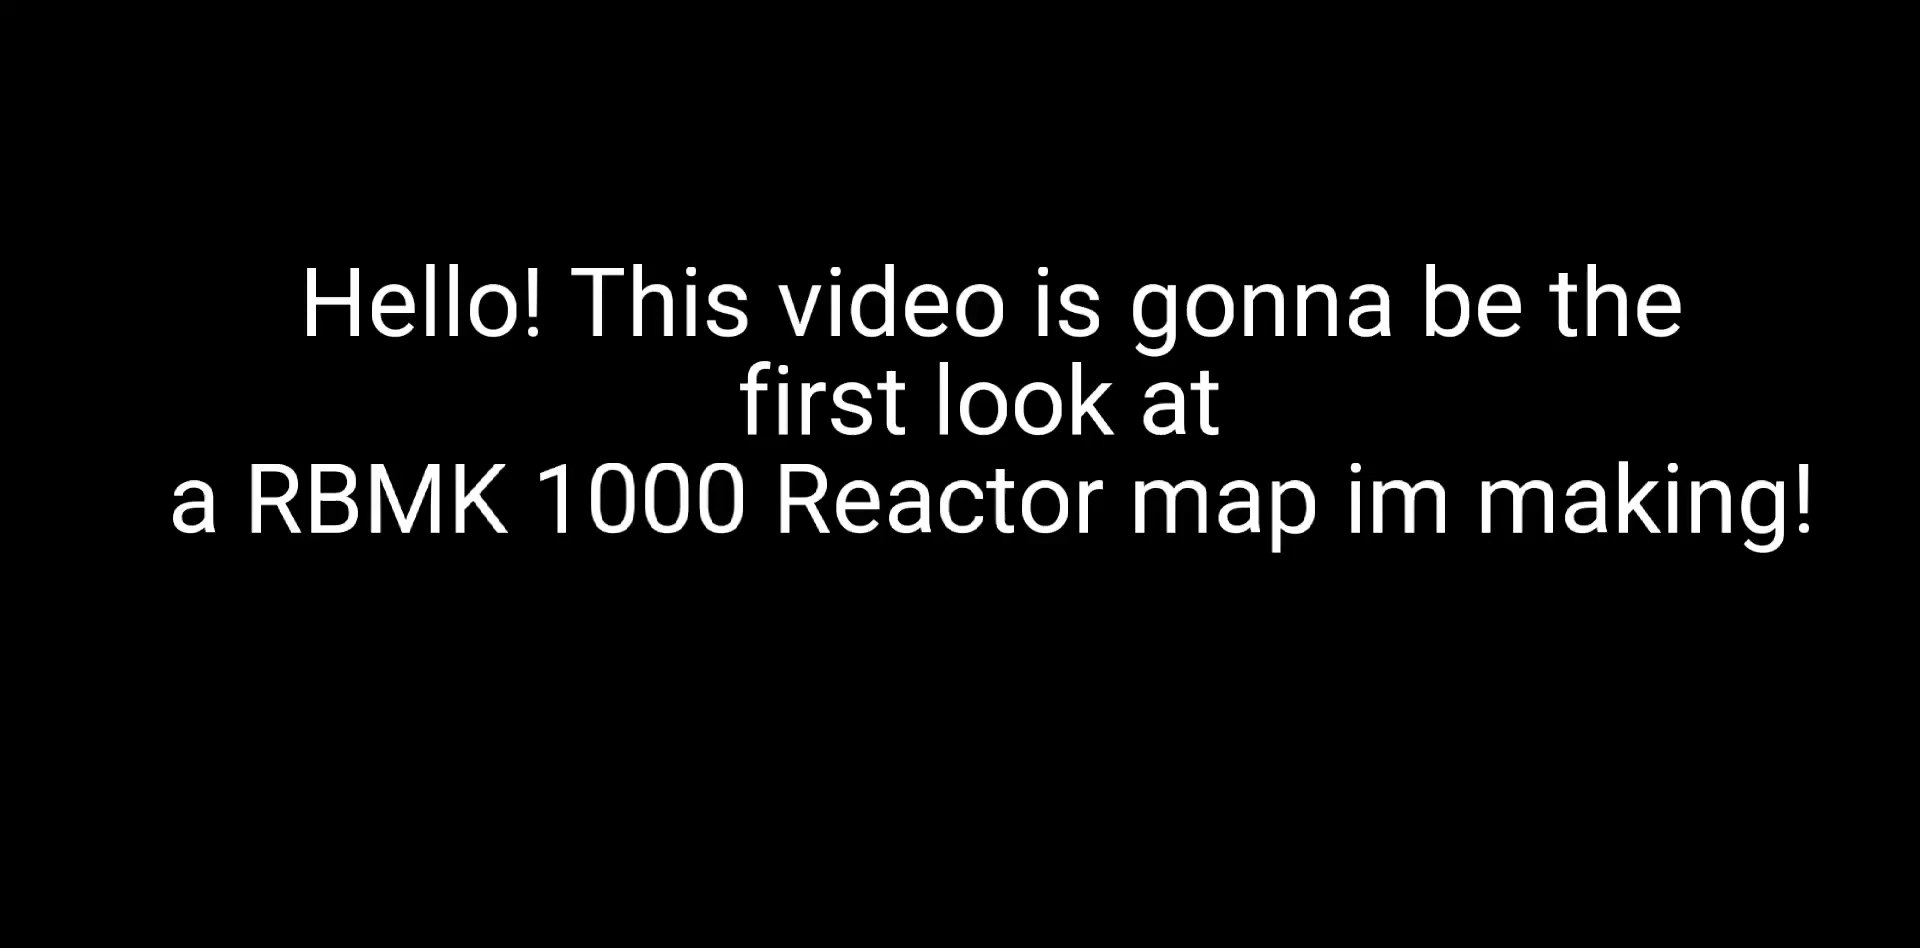 Hello! This video is gonna be the
first look at
a RBMK 1000 Reactor map im making!